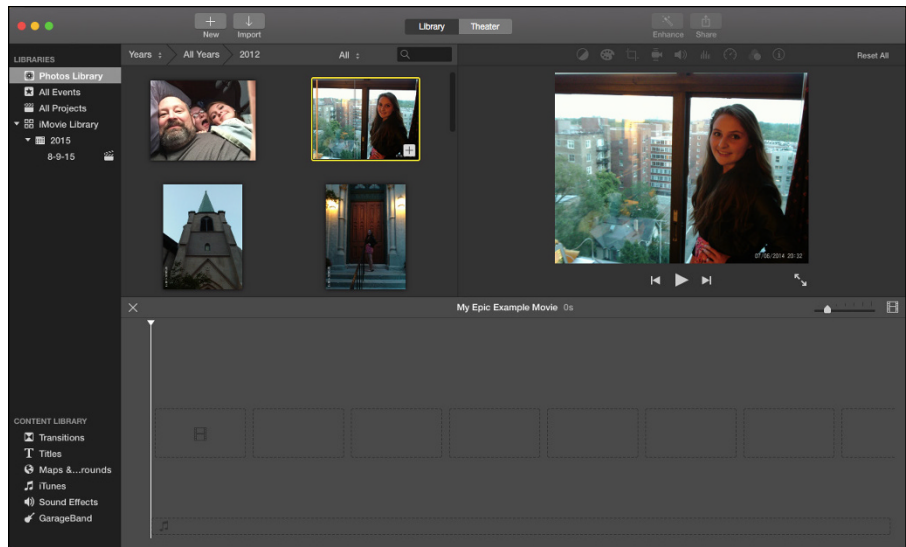 New
Import
Library
Theater
Enhance
Share
LIBRARIES
Years
All Years
2012
All
Reset All
Photos Library
All Events
All Projects
iMovie Library
2015
8-9-15
07/06/2014 20:32
My Epic Example Movie 0s
CONTENT LIBRARY
Transitions
T Titles
Maps &...rounds
iTunes
Sound Effects
GarageBand